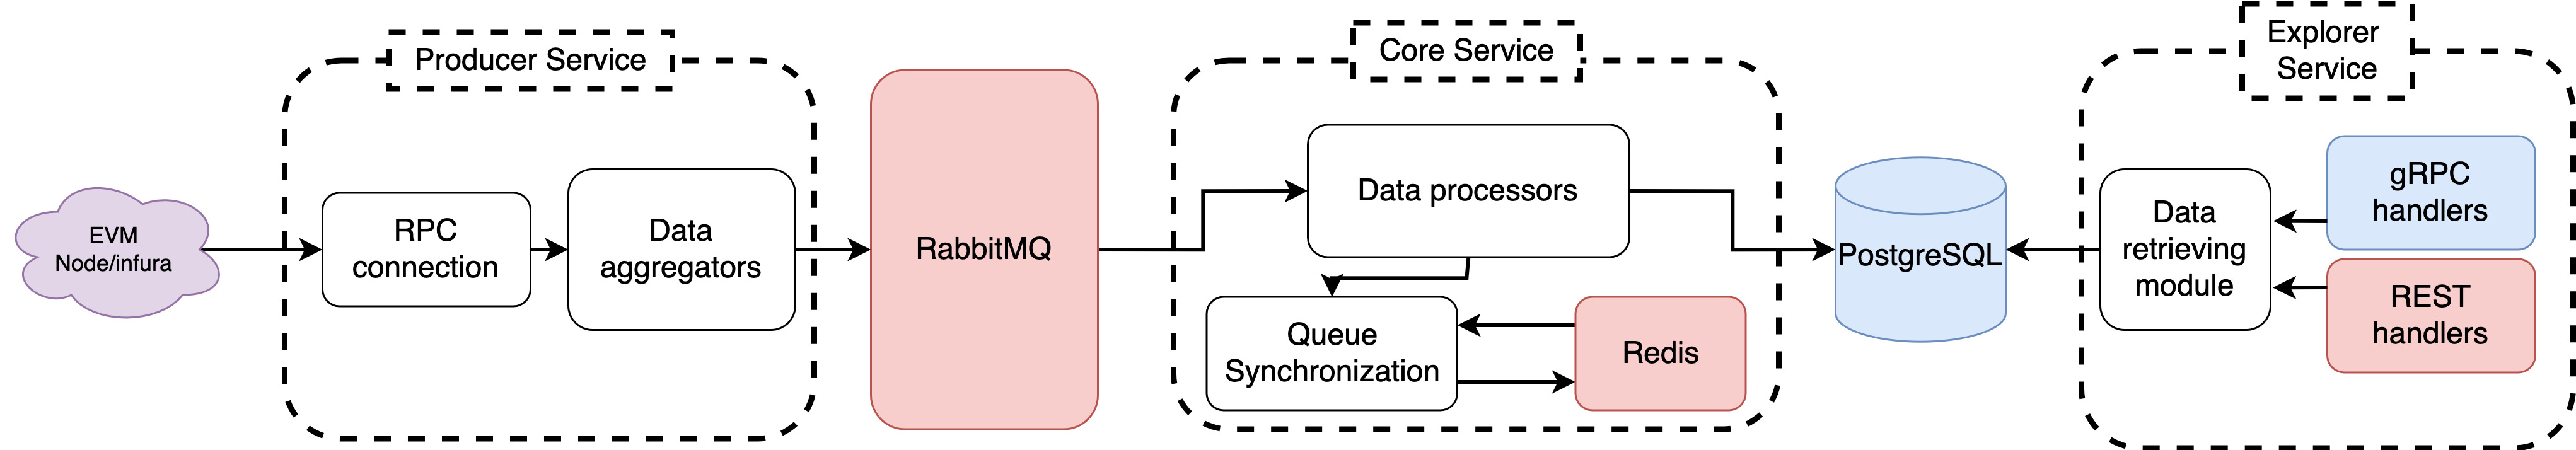 Producer Service
Core Service
Explorer
Service
EVM
Node/infura
RPC
connection
Data
aggregators
RabbitMQ
Data processors
Queue
Synchronization
Redis
PostgreSQL
Data
retrieving
module
gRPC
handlers
REST
handlers